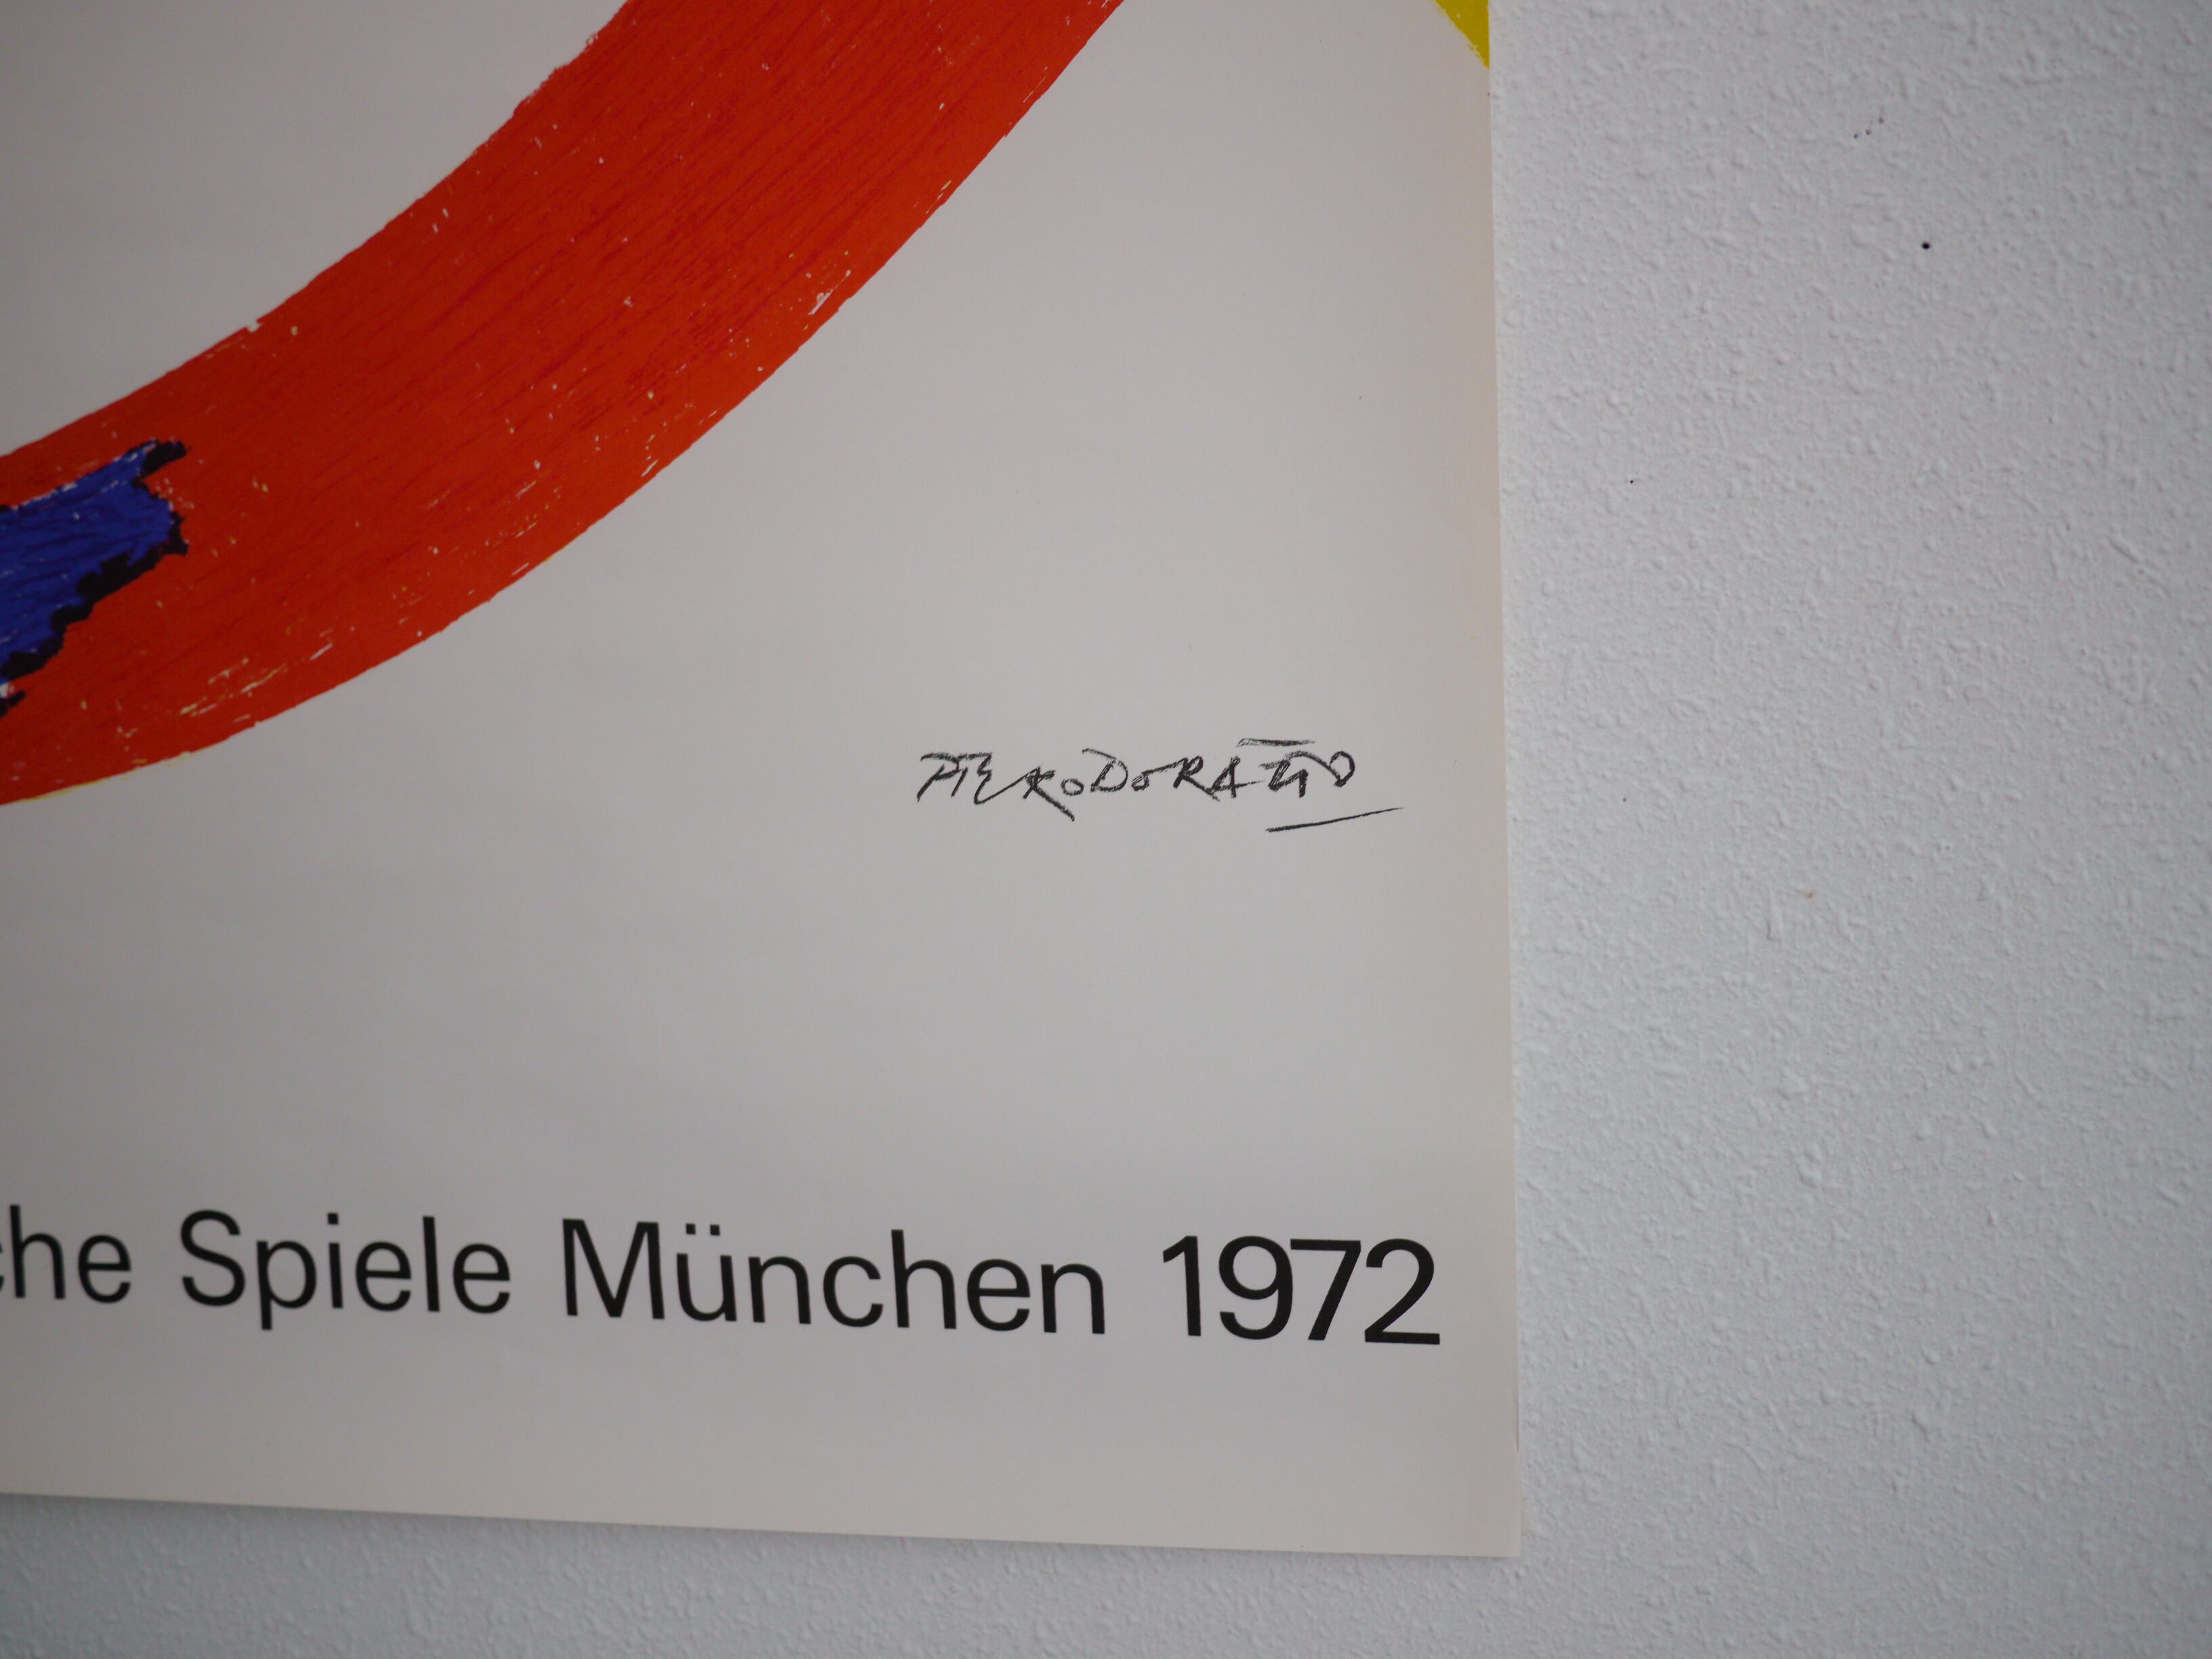 PIERO DORAZIO
che Spiele München 1972